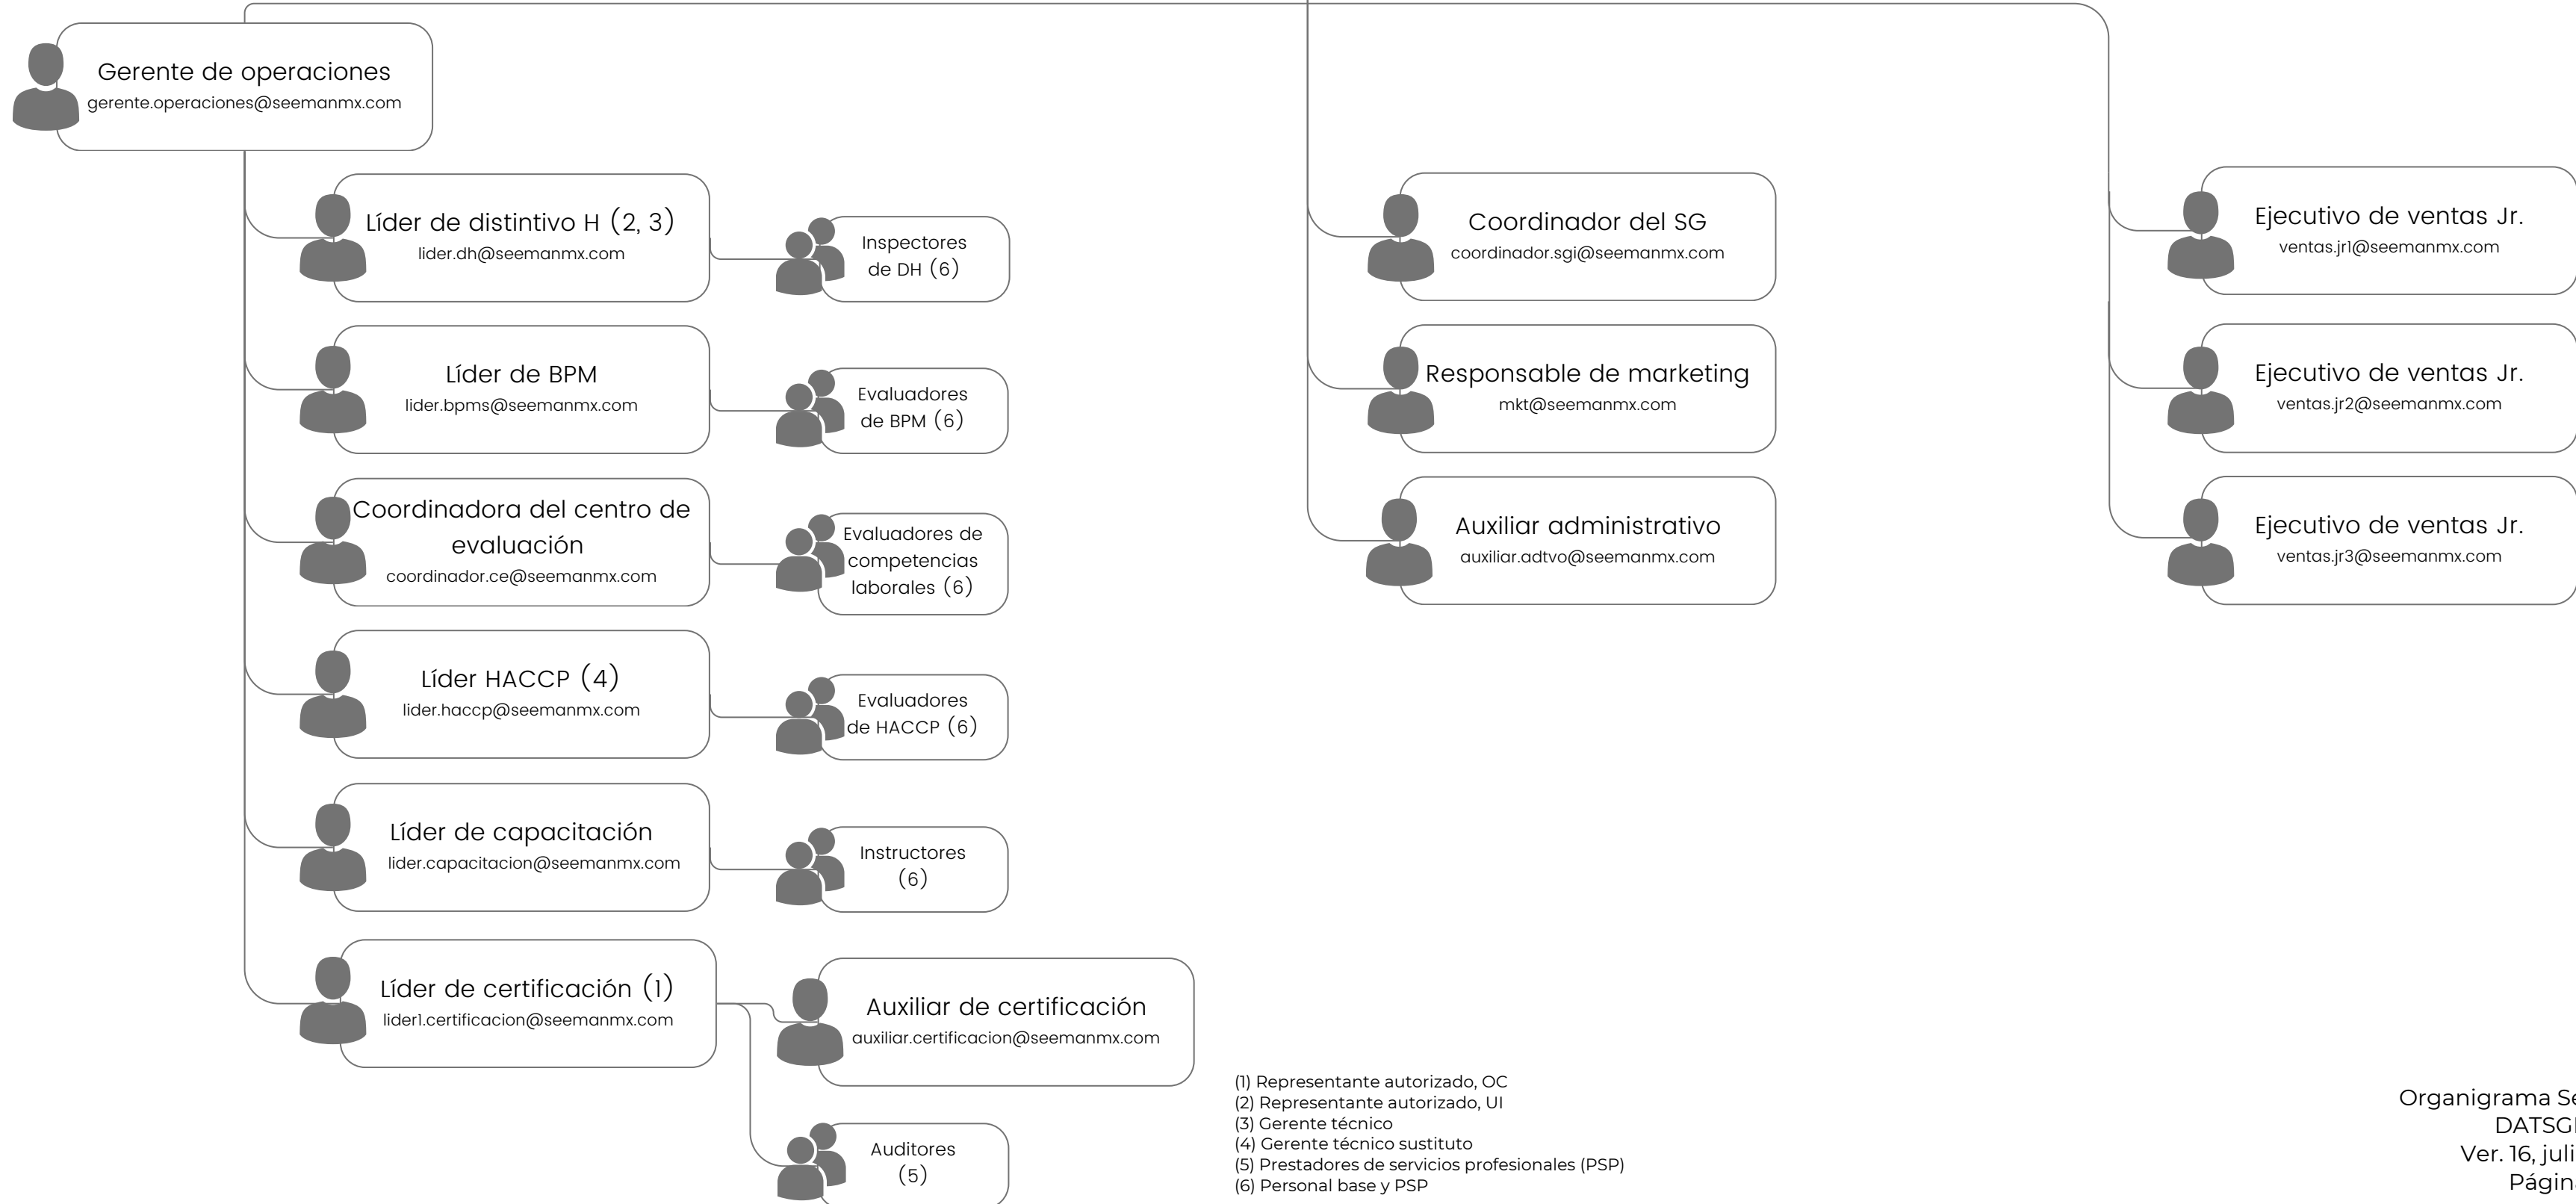 Gerente de operaciones
gerente.operaciones@seemanmx.com
Líder de distintivo H (2, 3)
lider.dh@seemanmx.com
Inspectores
de DH (6)
Líder de BPM
lider.bpms@seemanmx.com
Evaluadores
de BPM (6)
Coordinadora del centro de
evaluación
coordinador.ce@seemanmx.com
Evaluadores de
competencias
laborales (6)
Líder HACCP (4)
lider.haccp@seemanmx.com
Evaluadores
de HACCP (6)
Líder de capacitación
lider.capacitacion@seemanmx.com
Instructores
(6)
Líder de certificación (1)
lider1.certificacion@seemanmx.com
Auxiliar de certificación
auxiliar.certificacion@seemanmx.com
Auditores
(5)
Coordinador del SG
coordinador.sgi@seemanmx.com
Responsable de marketing
mkt@seemanmx.com
Auxiliar administrativo
auxiliar.adtvo@seemanmx.com
Ejecutivo de ventas Jr.
ventas.jr1@seemanmx.com
Ejecutivo de ventas Jr.
ventas.jr2@seemanmx.com
Ejecutivo de ventas Jr.
ventas.jr3@seemanmx.com
(1) Representante autorizado, OC
(2) Representante autorizado, UI
(3) Gerente técnico
(4) Gerente técnico sustituto
(5) Prestadores de servicios profesionales (PSP)
(6) Personal base y PSP
Organigrama
Ver. 16,